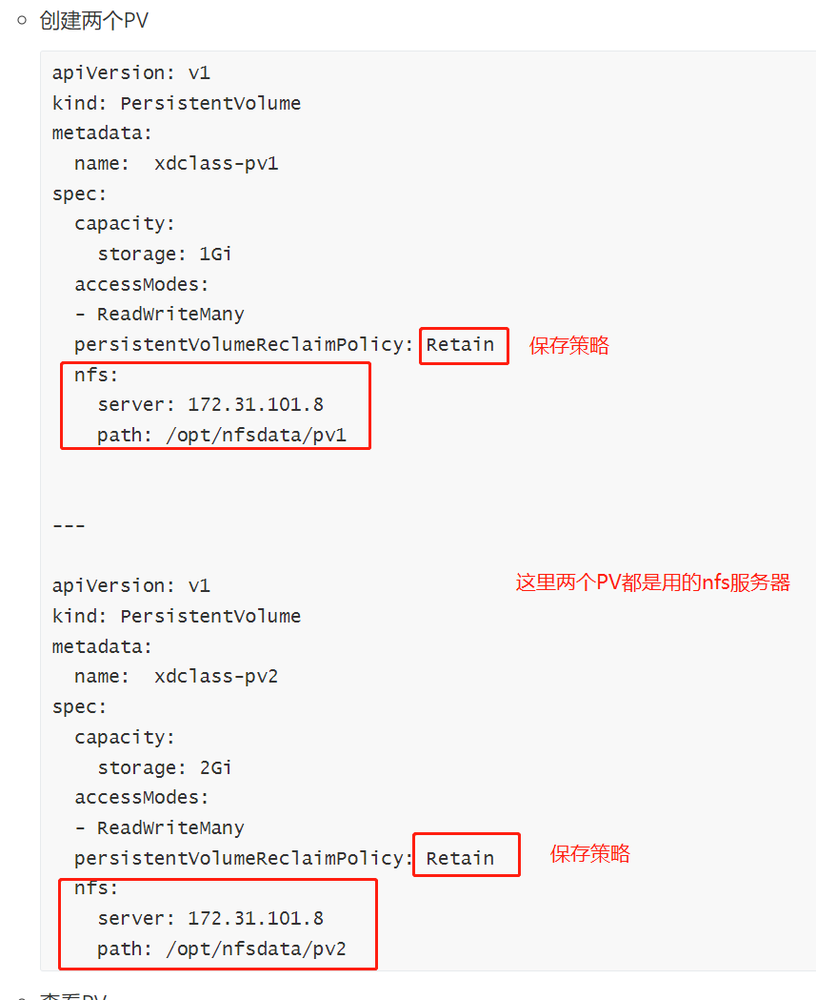 创建两个PV
apiVersion: v1
kind: PersistentVolume
metadata:
  name:  xdclass-pv1
spec:
  capacity:
    storage: 1Gi
  accessModes:
  - ReadWriteMany
  persistentVolumeReclaimPolicy: Retain 保存策略
  nfs:
    server: 172.31.101.8
    path: /opt/nfsdata/pv1
---
apiVersion: v1 这里两个PV都是用的nfs服务器
kind: PersistentVolume
metadata:
  name:  xdclass-pv2
spec:
  capacity:
    storage: 2Gi
  accessModes:
  - ReadWriteMany
  persistentVolumeReclaimPolicy: Retain 保存策略
  nfs:
    server: 172.31.101.8
    path: /opt/nfsdata/pv2
查看PV